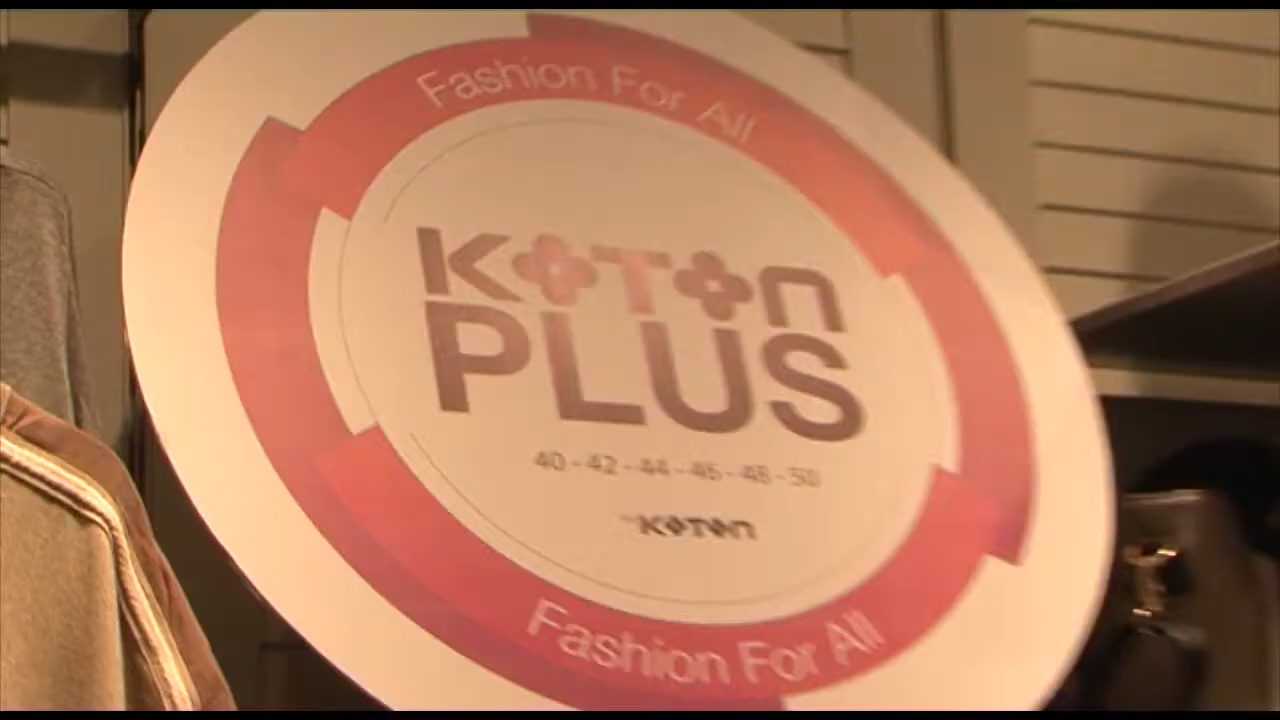 Fashion For All
KOTON
PLUS
40 - 42 - 44 - 46 - 48 - 50
KOTON
Fashion For All